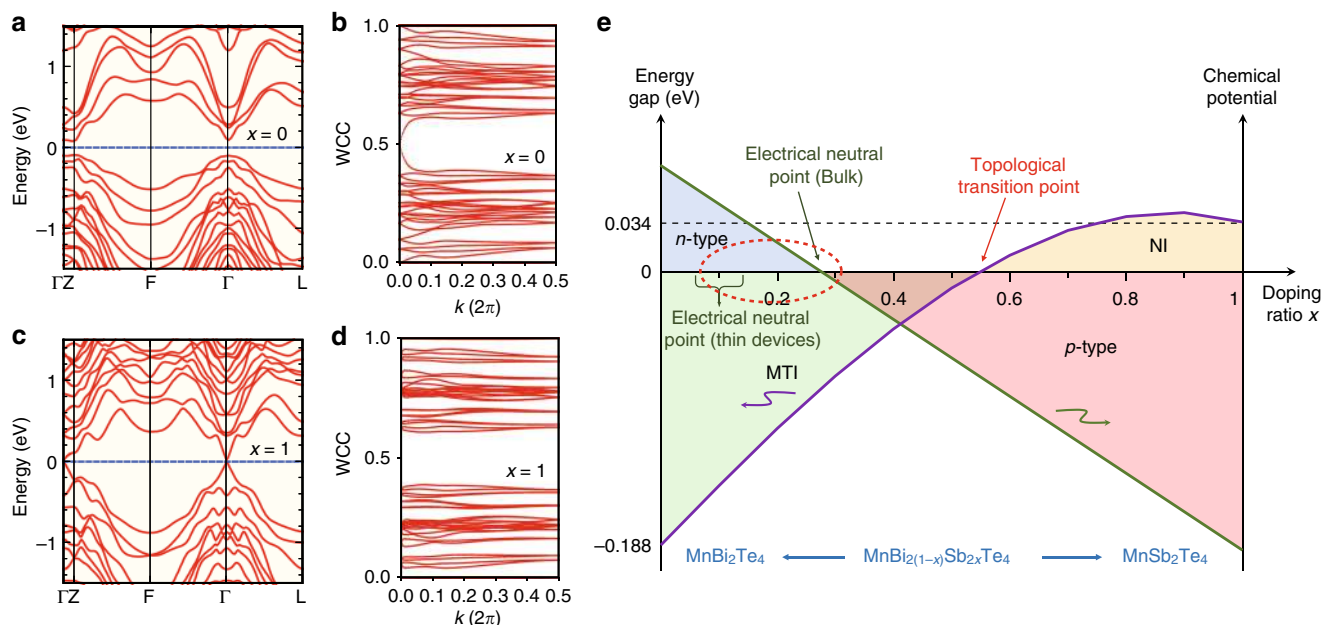 a
Energy (eV)
1
0
−1
x = 0
ΓZ F Γ L
b
WCC
1.0
0.5
0.0
x = 0
0.0 0.1 0.2 0.3 0.4 0.5
k (2π)
c
Energy (eV)
1
0
−1
x = 1
ΓZ F Γ L
d
WCC
1.0
0.5
0.0
x = 1
0.0 0.1 0.2 0.3 0.4 0.5
k (2π)
e
Energy
gap (eV)
Chemical
potential
Electrical neutral
point (Bulk)
Topological
transition point
0.034
n-type
NI
0
0.2 0.4 0.6 0.8 1
Doping
ratio x
Electrical neutral
point (thin devices)
p-type
MTI
−0.188
MnBi₂Te₄
MnBi₂₍₁₋ₓ₎Sb₂ₓTe₄
MnSb₂Te₄